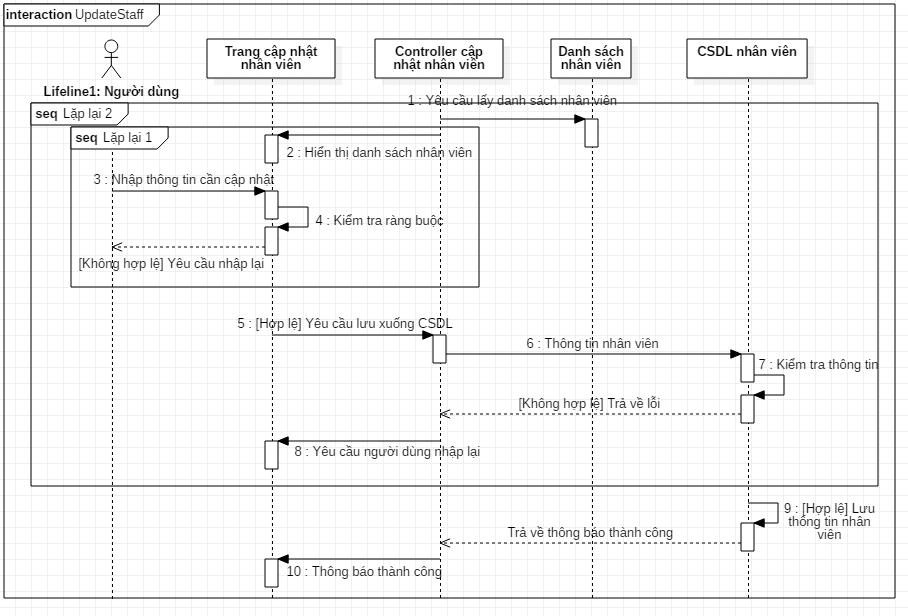 interaction UpdateStaff
Lifeline1: Người dùng
Trang cập nhật
nhân viên
Controller cập
nhật nhân viên
Danh sách
nhân viên
CSDL nhân viên
seq Lặp lại 2
1 : Yêu cầu lấy danh sách nhân viên
seq Lặp lại 1
2 : Hiển thị danh sách nhân viên
3 : Nhập thông tin cần cập nhật
4 : Kiểm tra ràng buộc
[Không hợp lệ] Yêu cầu nhập lại
5 : [Hợp lệ] Yêu cầu lưu xuống CSDL
6 : Thông tin nhân viên
7 : Kiểm tra thông tin
[Không hợp lệ] Trả về lỗi
8 : Yêu cầu người dùng nhập lại
9 : [Hợp lệ] Lưu
thống tin nhân
viên
Trả về thông báo thành công
10 : Thông báo thành công